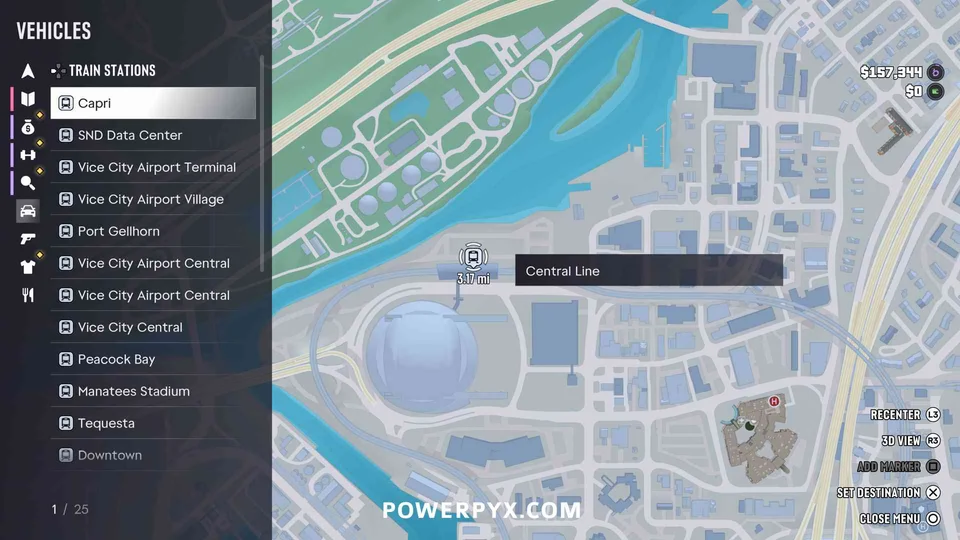 VEHICLES
TRAIN STATIONS
Capri
SND Data Center
Vice City Airport Terminal
Vice City Airport Village
Port Gellhorn
Vice City Airport Central
Vice City Airport Central
Vice City Central
Peacock Bay
Manatees Stadium
Tequesta
Downtown
1 / 25
$157,344
$0
3.17 mi
Central Line
H
RECENTER L3
3D VIEW R3
ADD MARKER
SET DESTINATION
CLOSE MENU
POWERPYX.COM